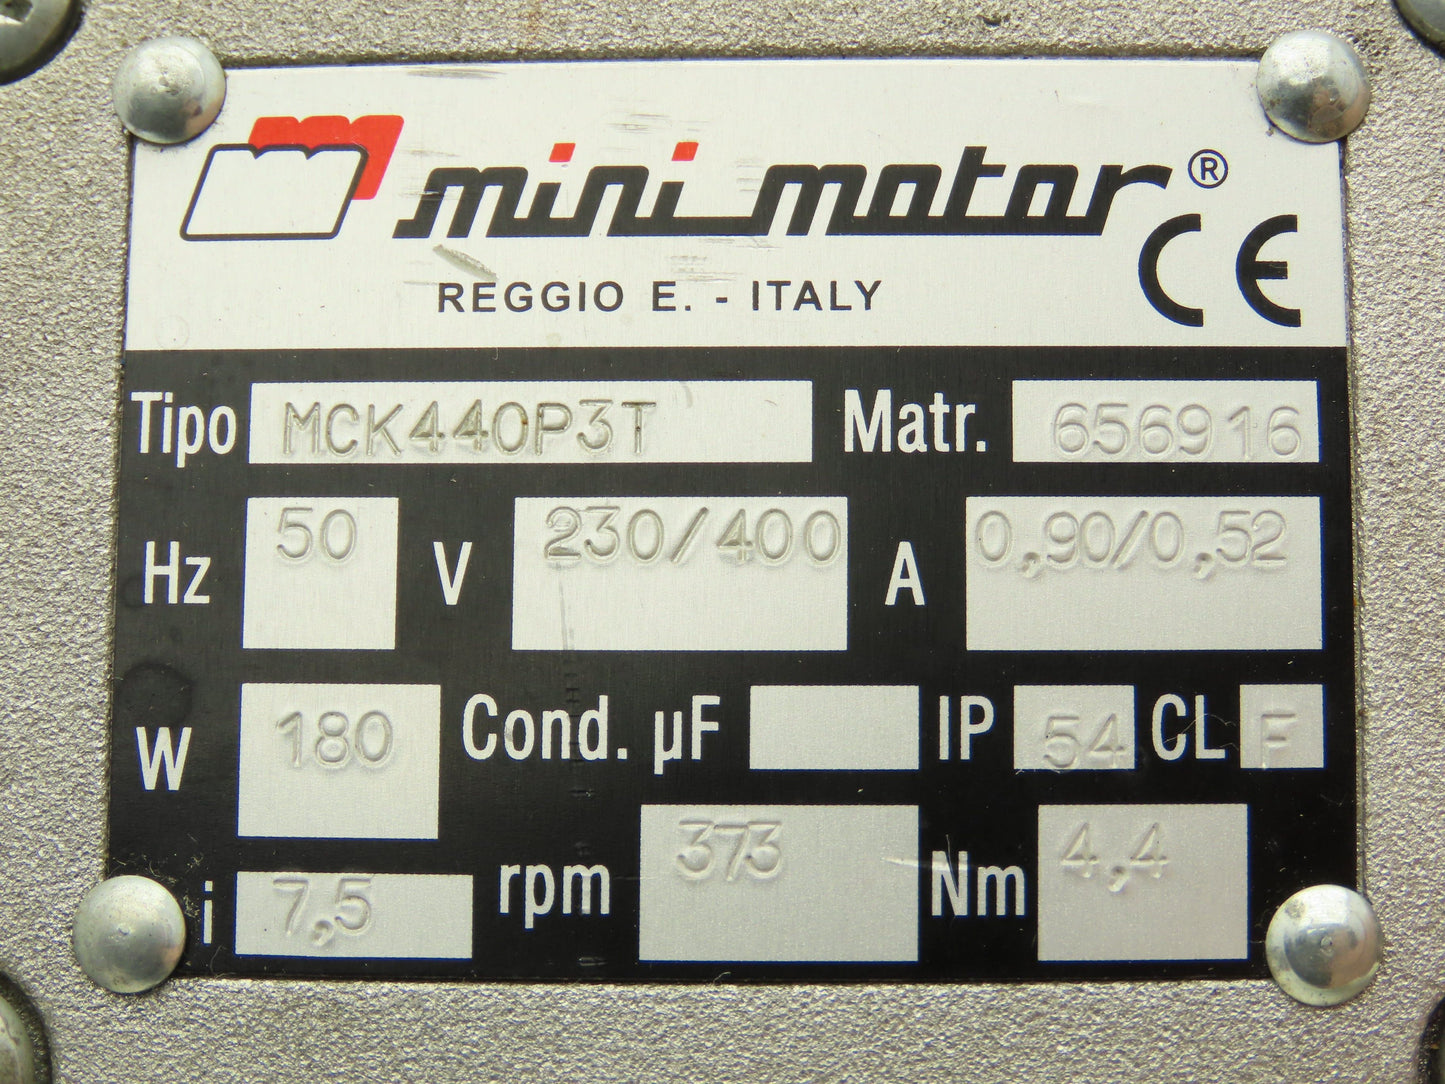 mini motor®
REGGIO E. - ITALY CE
Tipo MCK440P3T Matr. 656916
Hz 50 V 230/400 A 0,90/0,52
W 180 Cond. µF IP 54 CL F
i 7,5 rpm 373 Nm 4,4